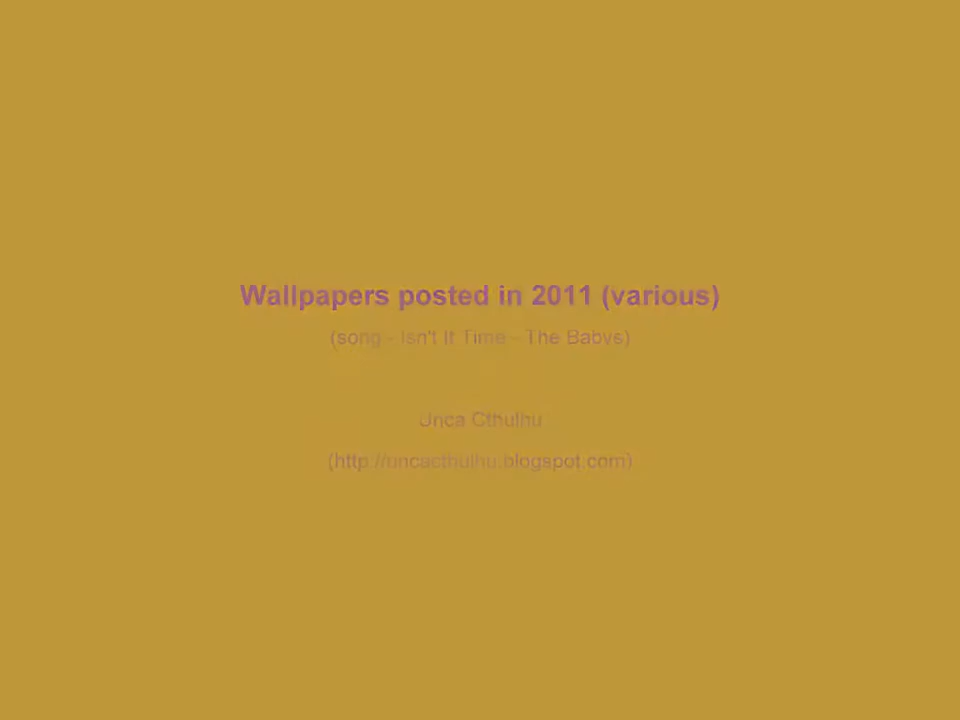 Wallpapers posted in 2011 (various)
(song - Isn't It Time - The Babys)
Unca Cthulhu
(http://uncacthulhu.blogspot.com)